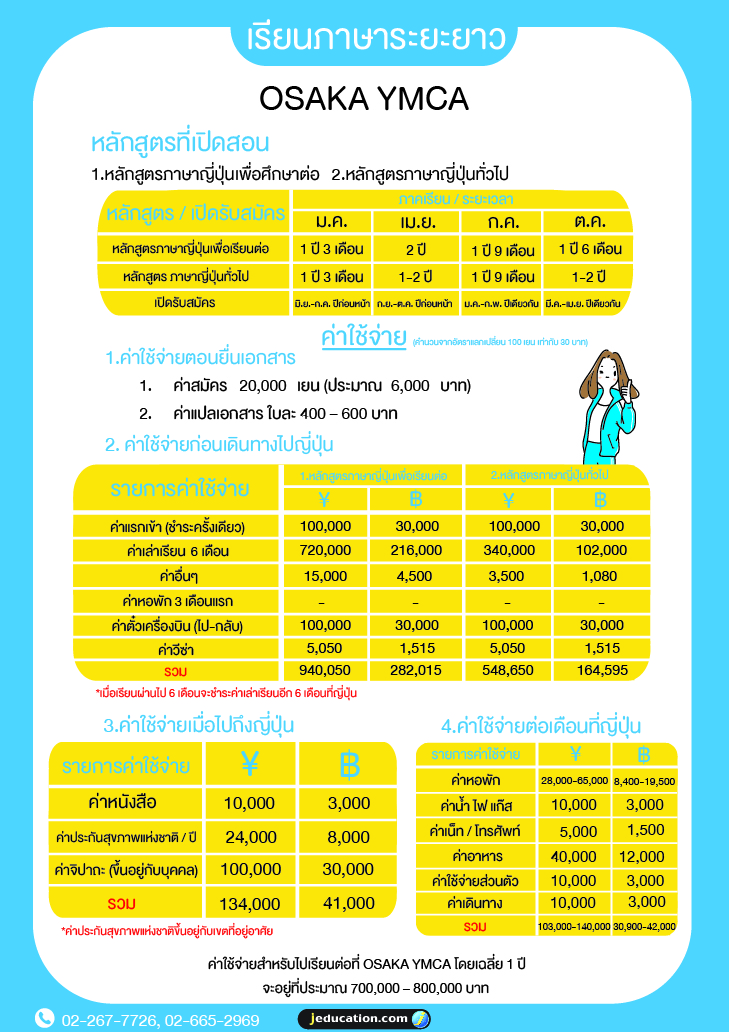 เรียนภาษาระยะยาว
OSAKA YMCA
หลักสูตรที่เปิดสอน
1.หลักสูตรภาษาญี่ปุ่นเพื่อศึกษาต่อ 2.หลักสูตรภาษาญี่ปุ่นทั่วไป
หลักสูตร / เปิดรับสมัคร ภาคเรียน / ระยะเวลา
ม.ค. เม.ย. ก.ค. ต.ค.
หลักสูตรภาษาญี่ปุ่นเพื่อเรียนต่อ 1 ปี 3 เดือน 2 ปี 1 ปี 9 เดือน 1 ปี 6 เดือน
หลักสูตร ภาษาญี่ปุ่นทั่วไป 1 ปี 3 เดือน 1-2 ปี 1 ปี 9 เดือน 1-2 ปี
เปิดรับสมัคร มิ.ย.-ก.ค. ปีก่อนหน้า ก.ย.-ต.ค. ปีก่อนหน้า ม.ค.-ก.พ. ปีเดียวกัน มี.ค.-เม.ย. ปีเดียวกัน
ค่าใช้จ่าย (คำนวนจากอัตราแลกเปลี่ยน 100 เยน เท่ากับ 30 บาท)
1.ค่าใช้จ่ายตอนยื่นเอกสาร
1. ค่าสมัคร 20,000 เยน (ประมาณ 6,000 บาท)
2. ค่าแปลเอกสาร ใบละ 400 – 600 บาท
2. ค่าใช้จ่ายก่อนเดินทางไปญี่ปุ่น
รายการค่าใช้จ่าย 1.หลักสูตรภาษาญี่ปุ่นเพื่อเรียนต่อ 2.หลักสูตรภาษาญี่ปุ่นทั่วไป
¥ ฿ ¥ ฿
ค่าแรกเข้า (ชำระครั้งเดียว) 100,000 30,000 100,000 30,000
ค่าเล่าเรียน 6 เดือน 720,000 216,000 340,000 102,000
ค่าอื่นๆ 15,000 4,500 3,500 1,080
ค่าหอพัก 3 เดือนแรก - - - -
ค่าตั๋วเครื่องบิน (ไป-กลับ) 100,000 30,000 100,000 30,000
ค่าวีซ่า 5,050 1,515 5,050 1,515
รวม 940,050 282,015 548,650 164,595
*เมื่อเรียนผ่านไป 6 เดือนจะชำระค่าเล่าเรียนอีก 6 เดือนที่ญี่ปุ่น
3.ค่าใช้จ่ายเมื่อไปถึงญี่ปุ่น
รายการค่าใช้จ่าย ¥ ฿
ค่าหนังสือ 10,000 3,000
ค่าประกันสุขภาพแห่งชาติ / ปี 24,000 8,000
ค่าจิปาถะ (ขึ้นอยู่กับบุคคล) 100,000 30,000
รวม 134,000 41,000
*ค่าประกันสุขภาพแห่งชาติขึ้นอยู่กับเขตที่อยู่อาศัย
4.ค่าใช้จ่ายต่อเดือนที่ญี่ปุ่น
รายการค่าใช้จ่าย ¥ ฿
ค่าหอพัก 28,000-65,000 8,400-19,500
ค่าน้ำ ไฟ แก๊ส 10,000 3,000
ค่าเน็ท / โทรศัพท์ 5,000 1,500
ค่าอาหาร 40,000 12,000
ค่าใช้จ่ายส่วนตัว 10,000 3,000
ค่าเดินทาง 10,000 3,000
รวม 103,000-140,000 30,900-42,000
ค่าใช้จ่ายสำหรับไปเรียนต่อที่ OSAKA YMCA โดยเฉลี่ย 1 ปี
จะอยู่ที่ประมาณ 700,000 – 800,000 บาท
02-267-7726, 02-665-2969
jeducation.com